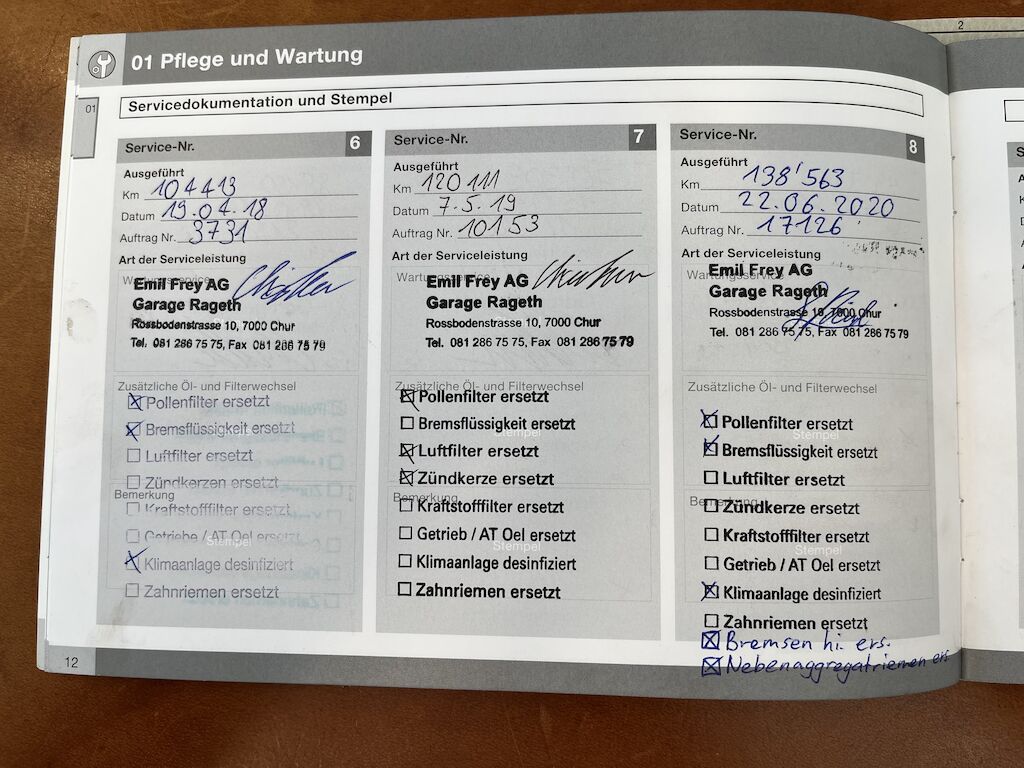 2
01 Pflege und Wartung
01
Servicedokumentation und Stempel
Service-Nr. 6
Ausgeführt
Km 104413
Datum 19.04.18
Auftrag Nr. 3731
Art der Serviceleistung
Wartungsservice
Emil Frey AG
Garage Rageth
Rossbodenstrasse 10, 7000 Chur
Tel. 081 286 75 75, Fax 081 286 75 79
Zusätzliche Öl- und Filterwechsel
Pollenfilter ersetzt
Bremsflüssigkeit ersetzt
Luftfilter ersetzt
Zündkerzen ersetzt
Bemerkung
Kraftstofffilter ersetzt
Getriebe / AT Oel ersetzt
Stempel
Klimaanlage desinfiziert
Zahnriemen ersetzt
Service-Nr. 7
Ausgeführt
Km 120111
Datum 7.5.19
Auftrag Nr. 10153
Art der Serviceleistung
Wartungsservice
Emil Frey AG
Garage Rageth
Rossbodenstrasse 10, 7000 Chur
Tel. 081 286 75 75, Fax 081 286 75 79
Zusätzliche Öl- und Filterwechsel
Pollenfilter ersetzt
Bremsflüssigkeit ersetzt
Stempel
Luftfilter ersetzt
Zündkerze ersetzt
Bemerkung
Kraftstofffilter ersetzt
Getrieb / AT Oel ersetzt
Stempel
Klimaanlage desinfiziert
Zahnriemen ersetzt
Service-Nr. 8
Ausgeführt
Km 138'563
Datum 22.06.2020
Auftrag Nr. 17126
Art der Serviceleistung
Wartungsservice
Emil Frey AG
Garage Rageth
Rossbodenstrasse 10, 7000 Chur
Tel. 081 286 75 75, Fax 081 286 75 79
Zusätzliche Öl- und Filterwechsel
Pollenfilter ersetzt
Stempel
Bremsflüssigkeit ersetzt
Luftfilter ersetzt
Bemerkung
Zündkerze ersetzt
Kraftstofffilter ersetzt
Stempel
Getrieb / AT Oel ersetzt
Klimaanlage desinfiziert
Zahnriemen ersetzt
Bremsen hi. ers.
Nebenaggregatriemen ers.
12